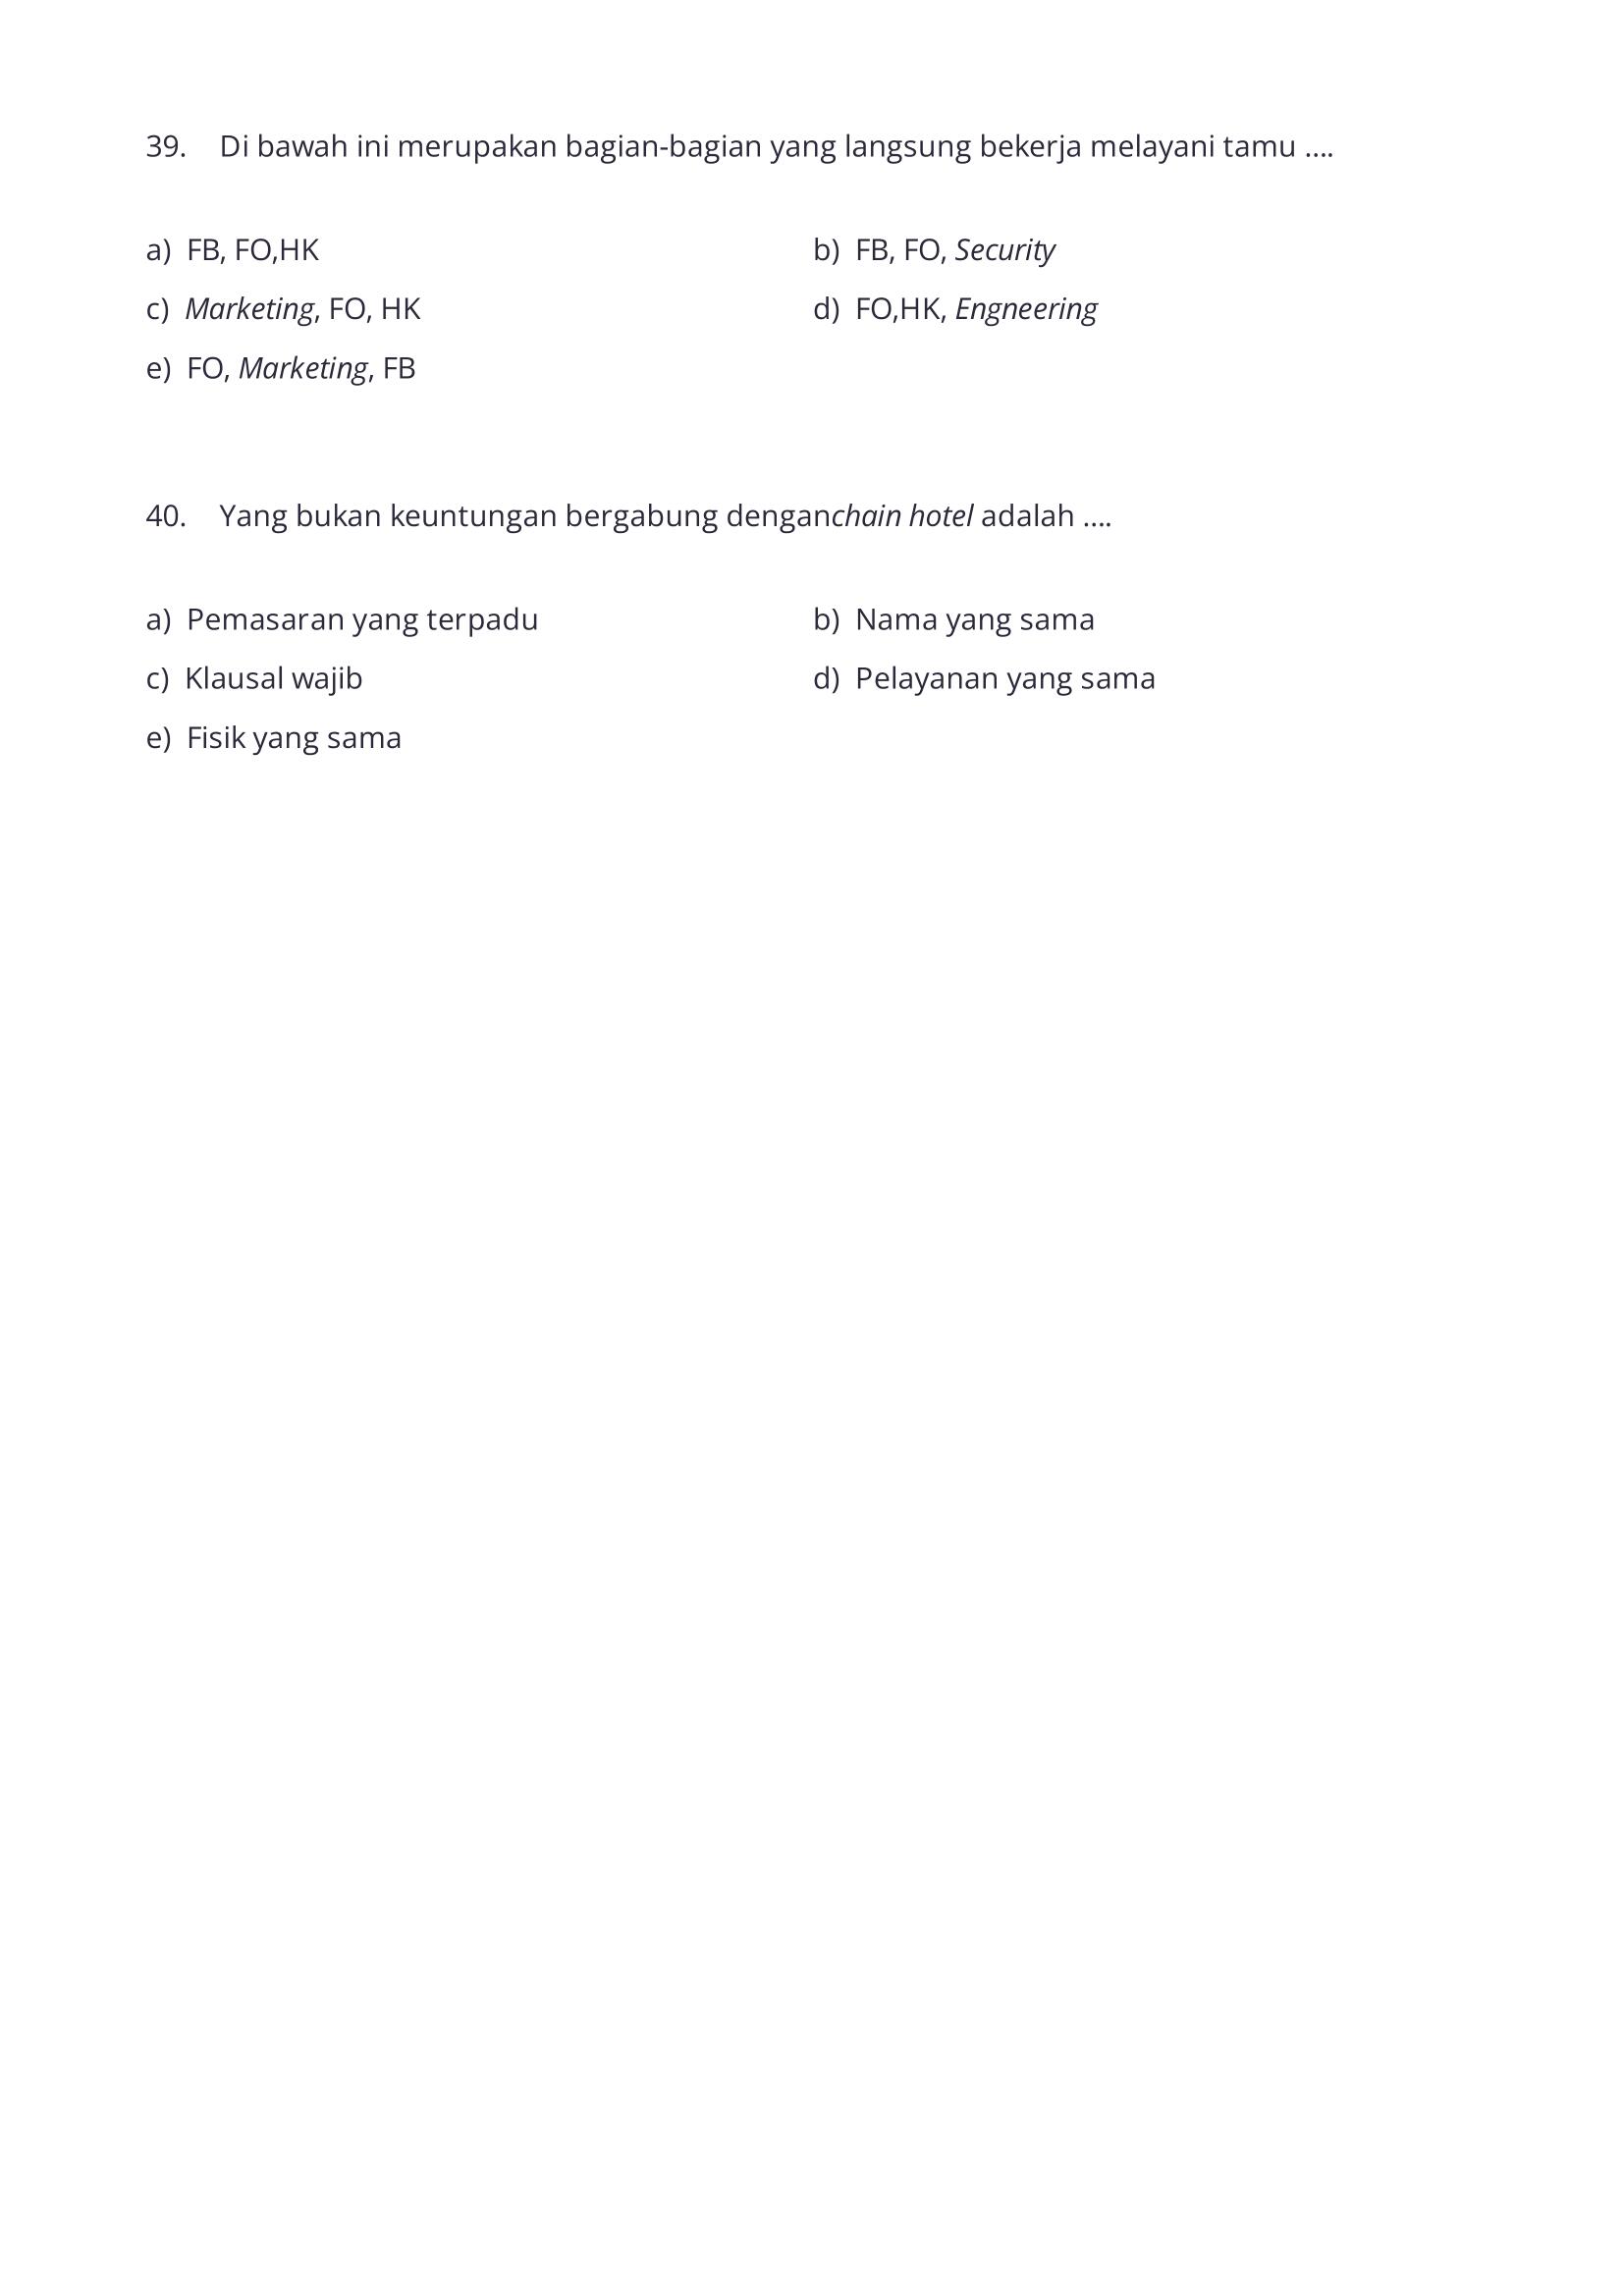 39. Di bawah ini merupakan bagian-bagian yang langsung bekerja melayani tamu ....
a) FB, FO,HK
b) FB, FO, Security
c) Marketing, FO, HK
d) FO,HK, Engneering
e) FO, Marketing, FB
40. Yang bukan keuntungan bergabung denganchain hotel adalah ....
a) Pemasaran yang terpadu
b) Nama yang sama
c) Klausal wajib
d) Pelayanan yang sama
e) Fisik yang sama